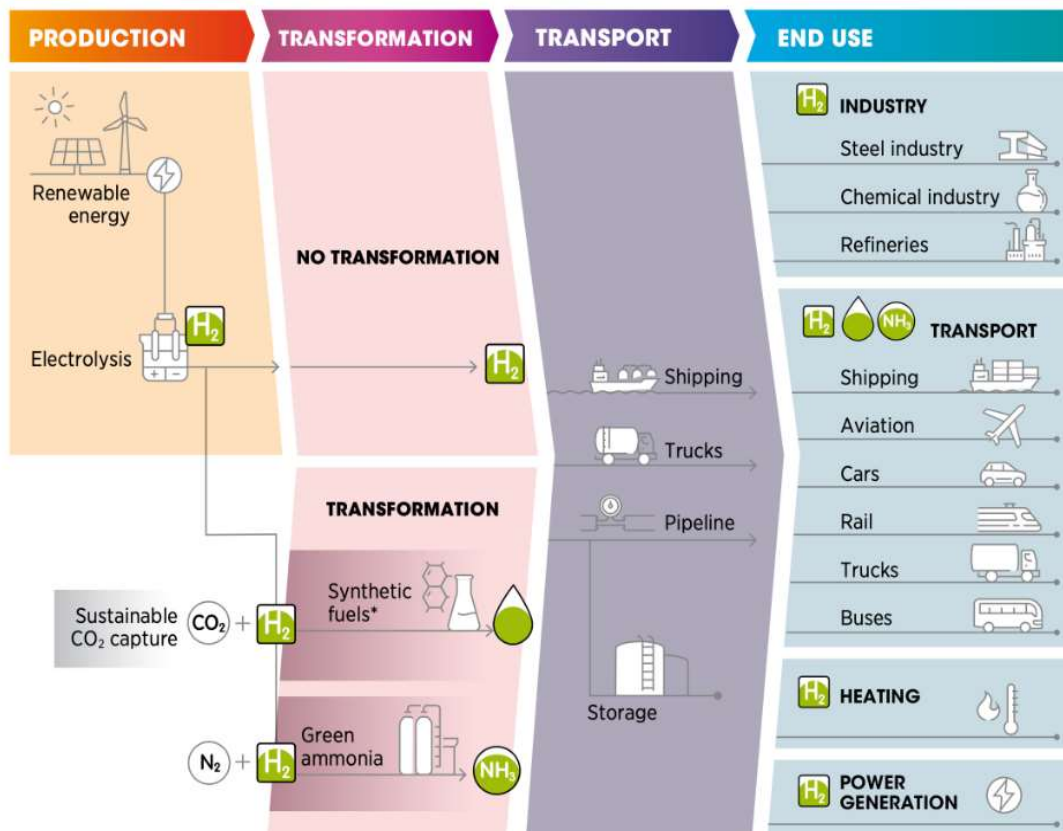 PRODUCTION
TRANSFORMATION
TRANSPORT
END USE
Renewable
energy
Electrolysis
H₂
NO TRANSFORMATION
H₂
TRANSFORMATION
Sustainable
CO₂ capture
CO₂ + H₂
Synthetic
fuels*
N₂ + H₂
Green
ammonia
NH₃
Shipping
Trucks
Pipeline
Storage
H₂ INDUSTRY
Steel industry
Chemical industry
Refineries
H₂ NH₃ TRANSPORT
Shipping
Aviation
Cars
Rail
Trucks
Buses
H₂ HEATING
H₂ POWER
GENERATION